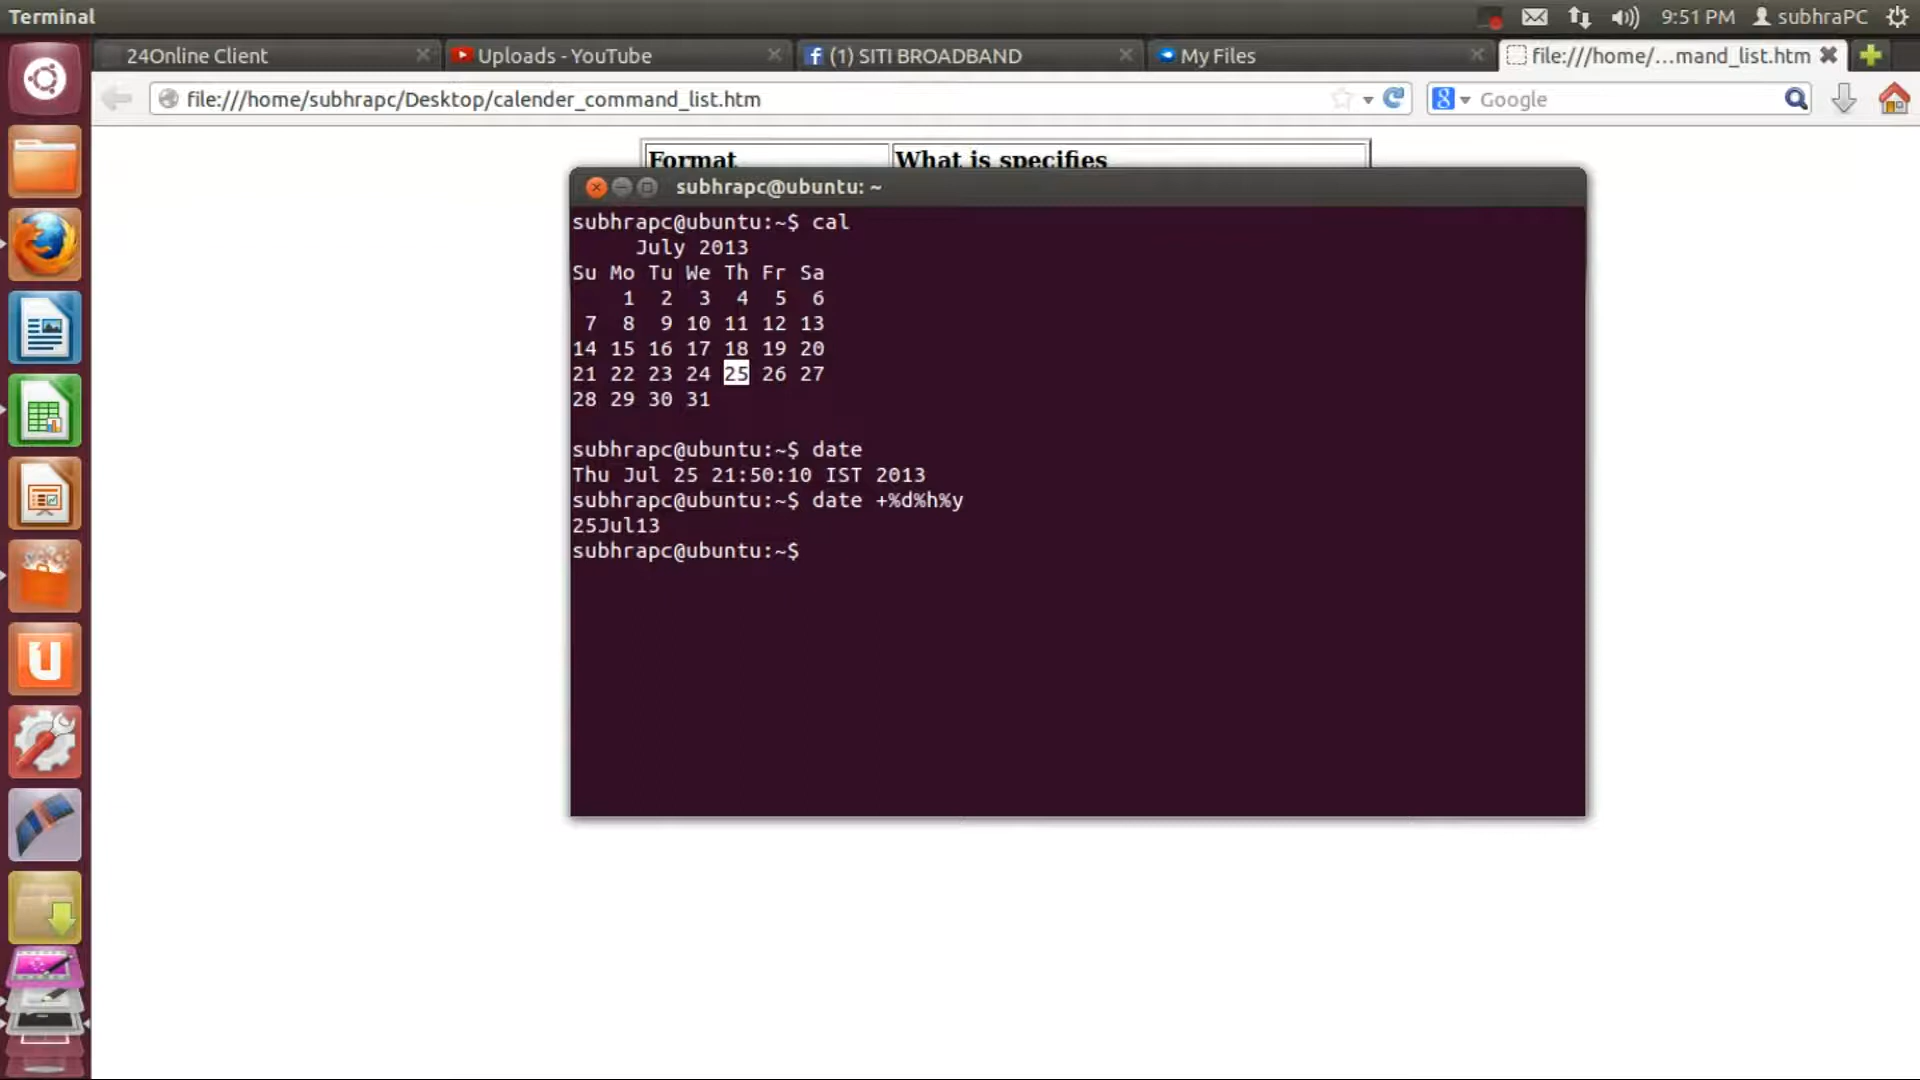 Terminal
9:51 PM subhraPC
24Online Client
Uploads - YouTube
(1) SITI BROADBAND
My Files
file:///home/...mand_list.htm
file:///home/subhrapc/Desktop/calender_command_list.htm
Google
Format What is specifies
subhrapc@ubuntu: ~
subhrapc@ubuntu:~$ cal
July 2013
Su Mo Tu We Th Fr Sa
1 2 3 4 5 6
7 8 9 10 11 12 13
14 15 16 17 18 19 20
21 22 23 24 25 26 27
28 29 30 31
subhrapc@ubuntu:~$ date
Thu Jul 25 21:50:10 IST 2013
subhrapc@ubuntu:~$ date +%d%h%y
25Jul13
subhrapc@ubuntu:~$